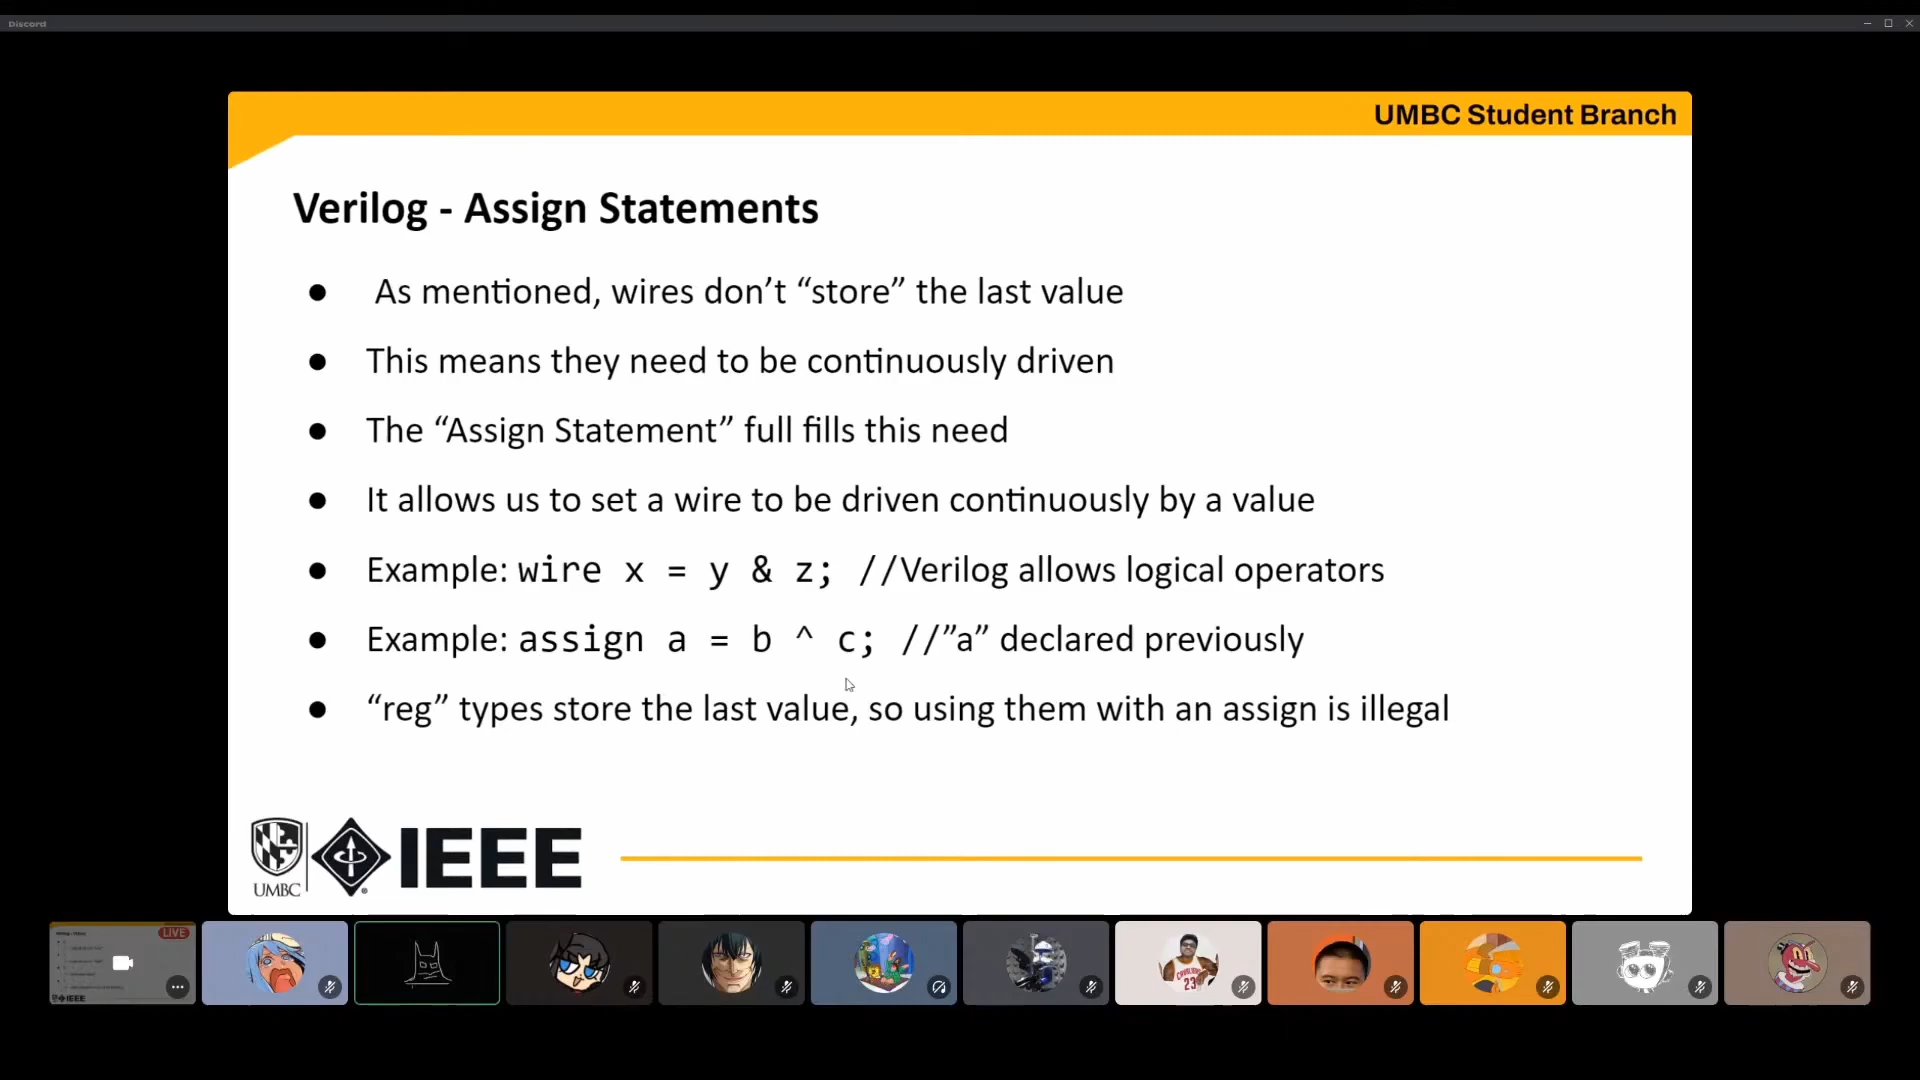 Discord
UMBC Student Branch
Verilog - Assign Statements
● As mentioned, wires don’t “store” the last value
● This means they need to be continuously driven
● The “Assign Statement” full fills this need
● It allows us to set a wire to be driven continuously by a value
● Example: wire x = y & z; //Verilog allows logical operators
● Example: assign a = b ^ c; //”a” declared previously
● “reg” types store the last value, so using them with an assign is illegal
UMBC
IEEE
LIVE
IEEE
CAVALIERS
23